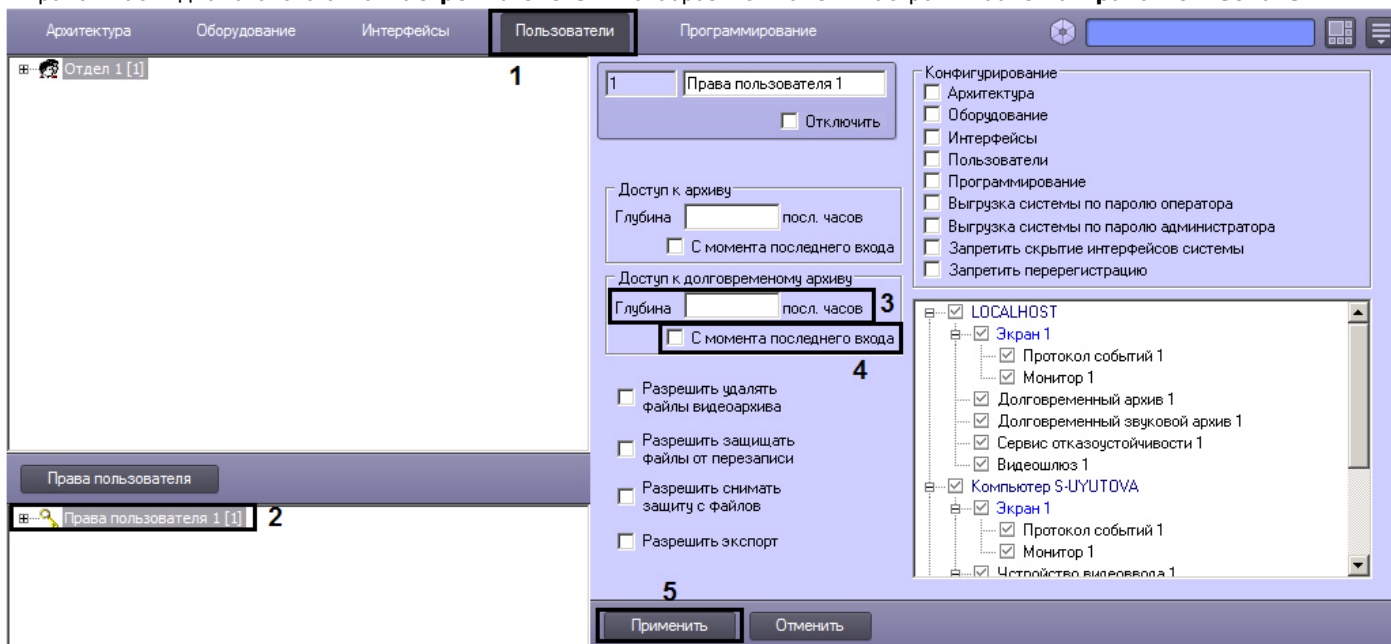 Архитектура Оборудование Интерфейсы Пользователи Программирование
1
Отдел 1 [1]
Права пользователя
Права пользователя 1 [1] 2
1 Права пользователя 1
Отключить
Доступ к архиву
Глубина посл. часов
С момента последнего входа
Доступ к долговременому архиву
Глубина посл. часов 3
С момента последнего входа
4
Разрешить удалять
файлы видеоархива
Разрешить защищать
файлы от перезаписи
Разрешить снимать
защиту с файлов
Разрешить экспорт
5
Применить Отменить
Конфигурирование
Архитектура
Оборудование
Интерфейсы
Пользователи
Программирование
Выгрузка системы по паролю оператора
Выгрузка системы по паролю администратора
Запретить скрытие интерфейсов системы
Запретить перерегистрацию
LOCALHOST
Экран 1
Протокол событий 1
Монитор 1
Долговременный архив 1
Долговременный звуковой архив 1
Сервис отказоустойчивости 1
Видеошлюз 1
Компьютер S-UYUTOVA
Экран 1
Протокол событий 1
Монитор 1
Устройство видеоввода 1